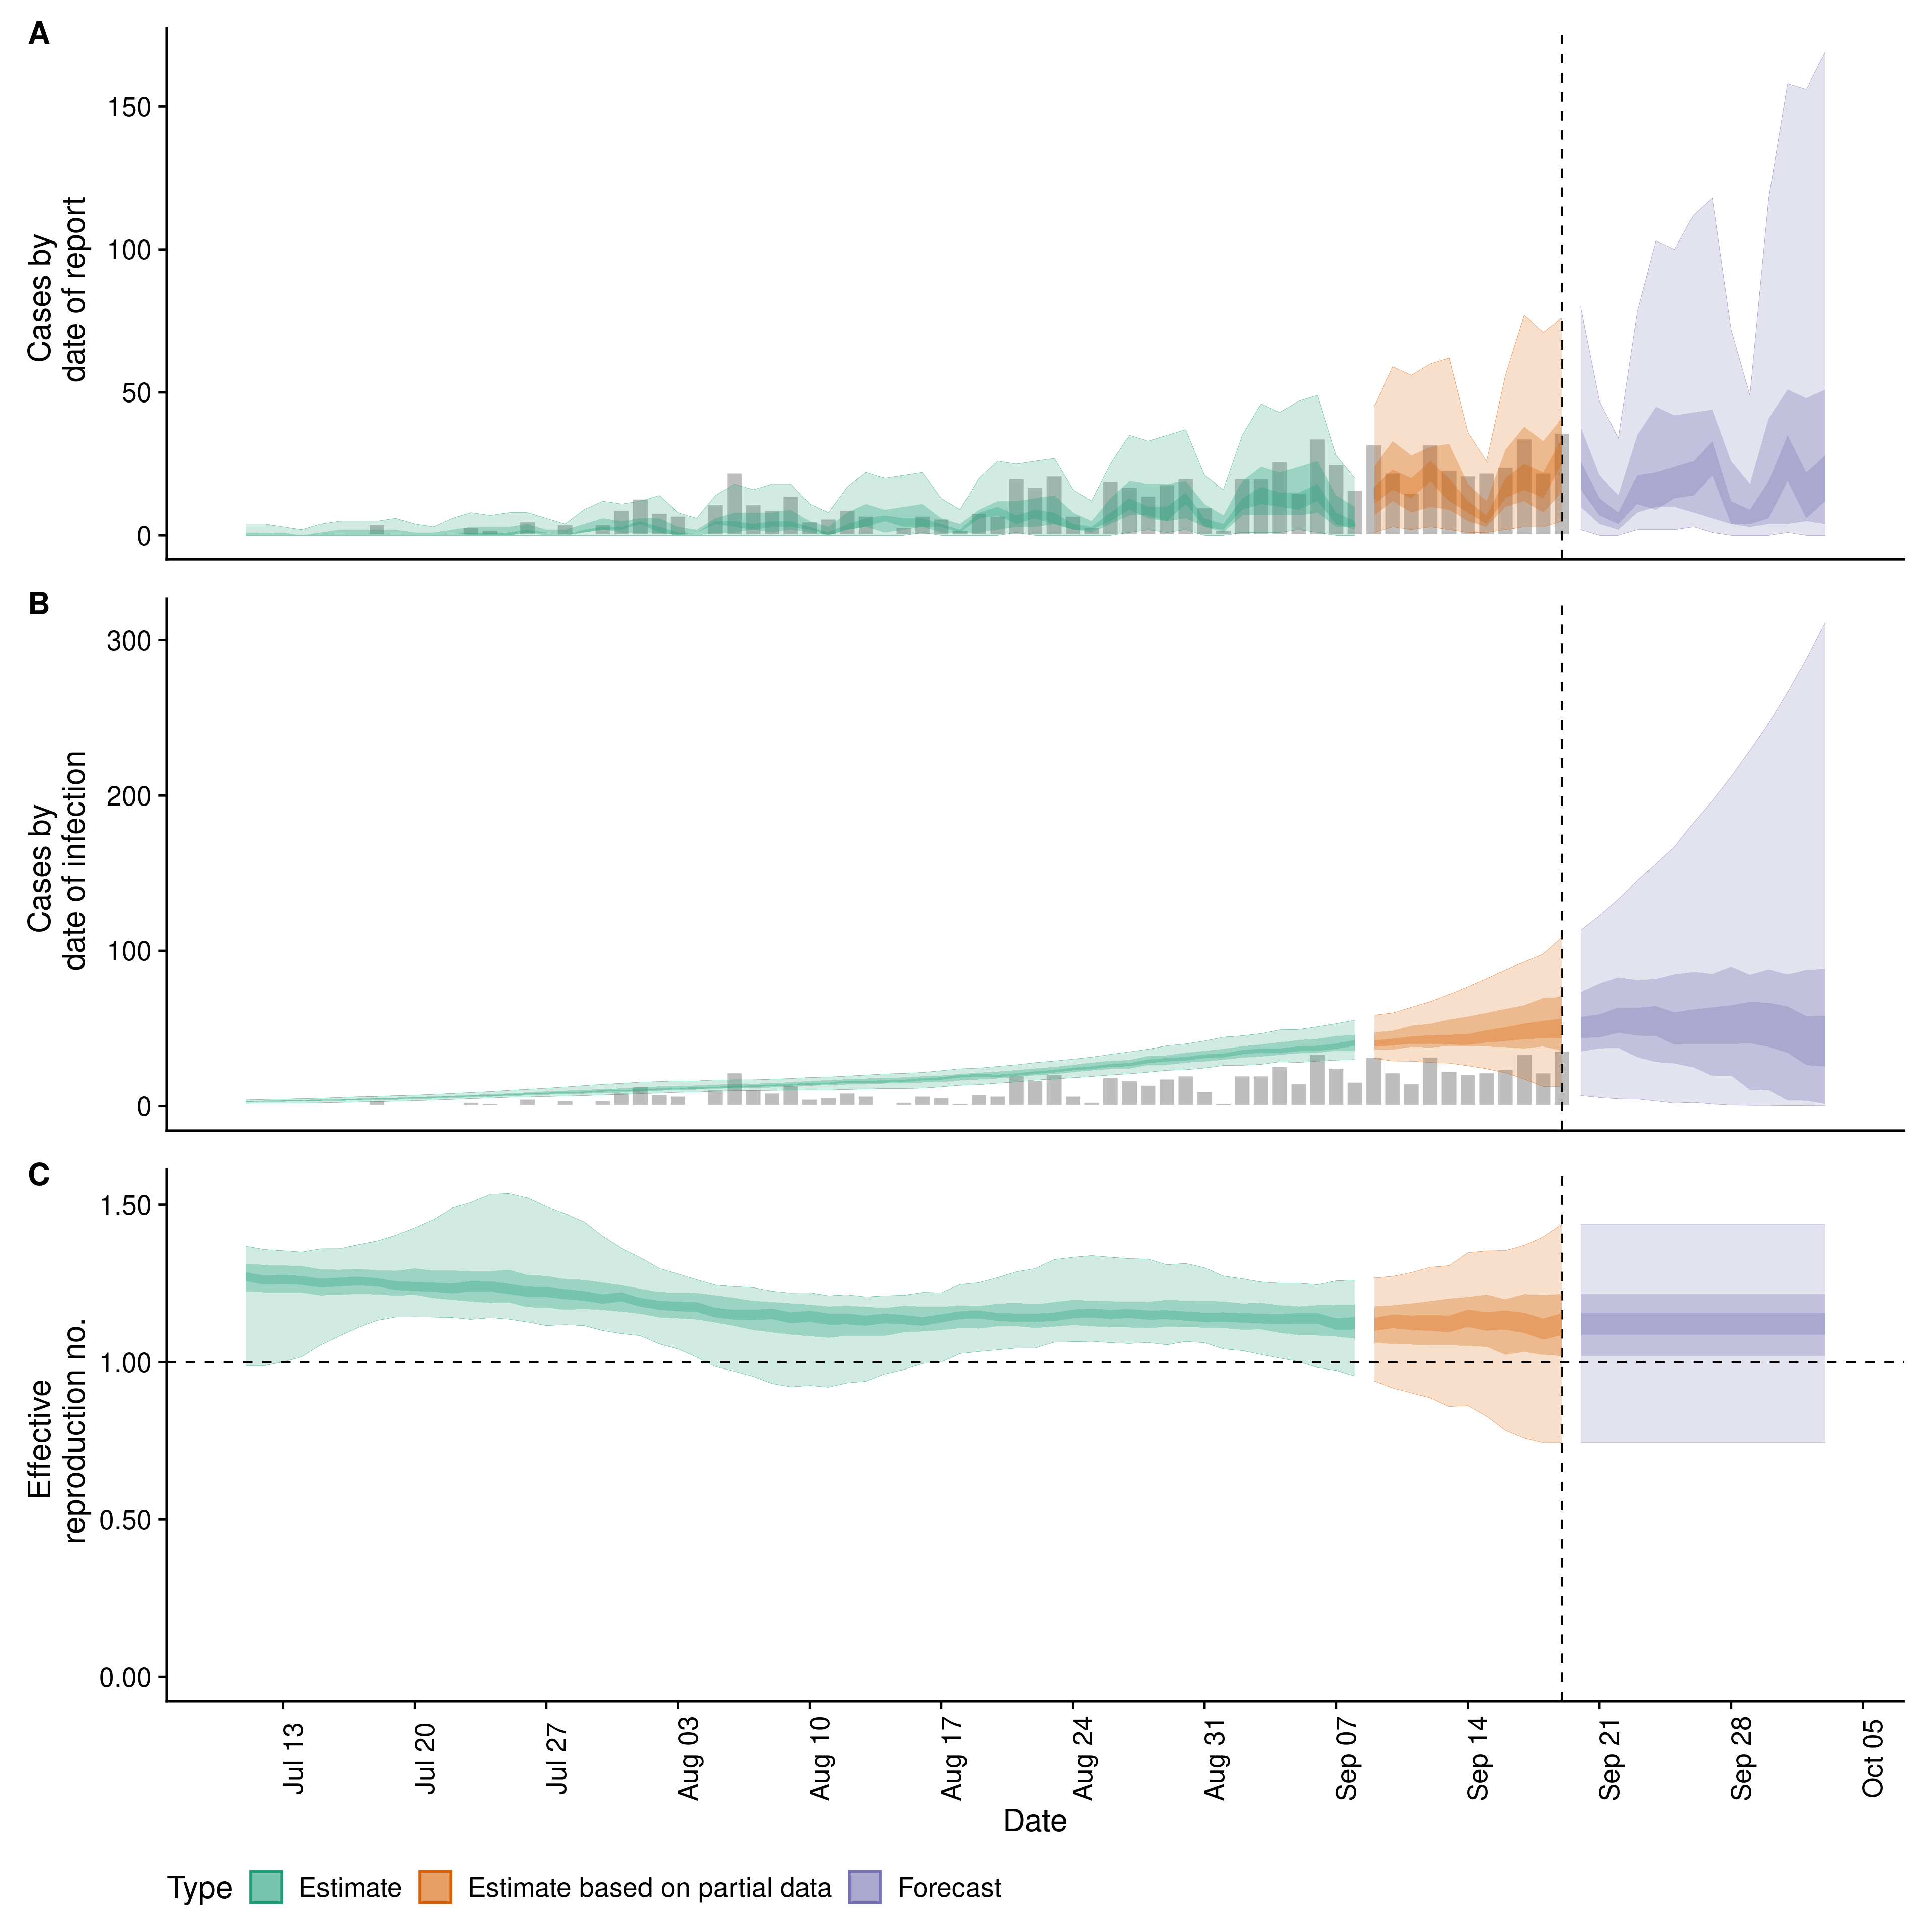 A
Cases by
date of report
150
100
50
0
B
Cases by
date of infection
300
200
100
0
C
Effective
reproduction no.
1.50
1.00
0.50
0.00
Jul 13
Jul 20
Jul 27
Aug 03
Aug 10
Aug 17
Aug 24
Aug 31
Sep 07
Sep 14
Sep 21
Sep 28
Oct 05
Date
Type Estimate Estimate based on partial data Forecast